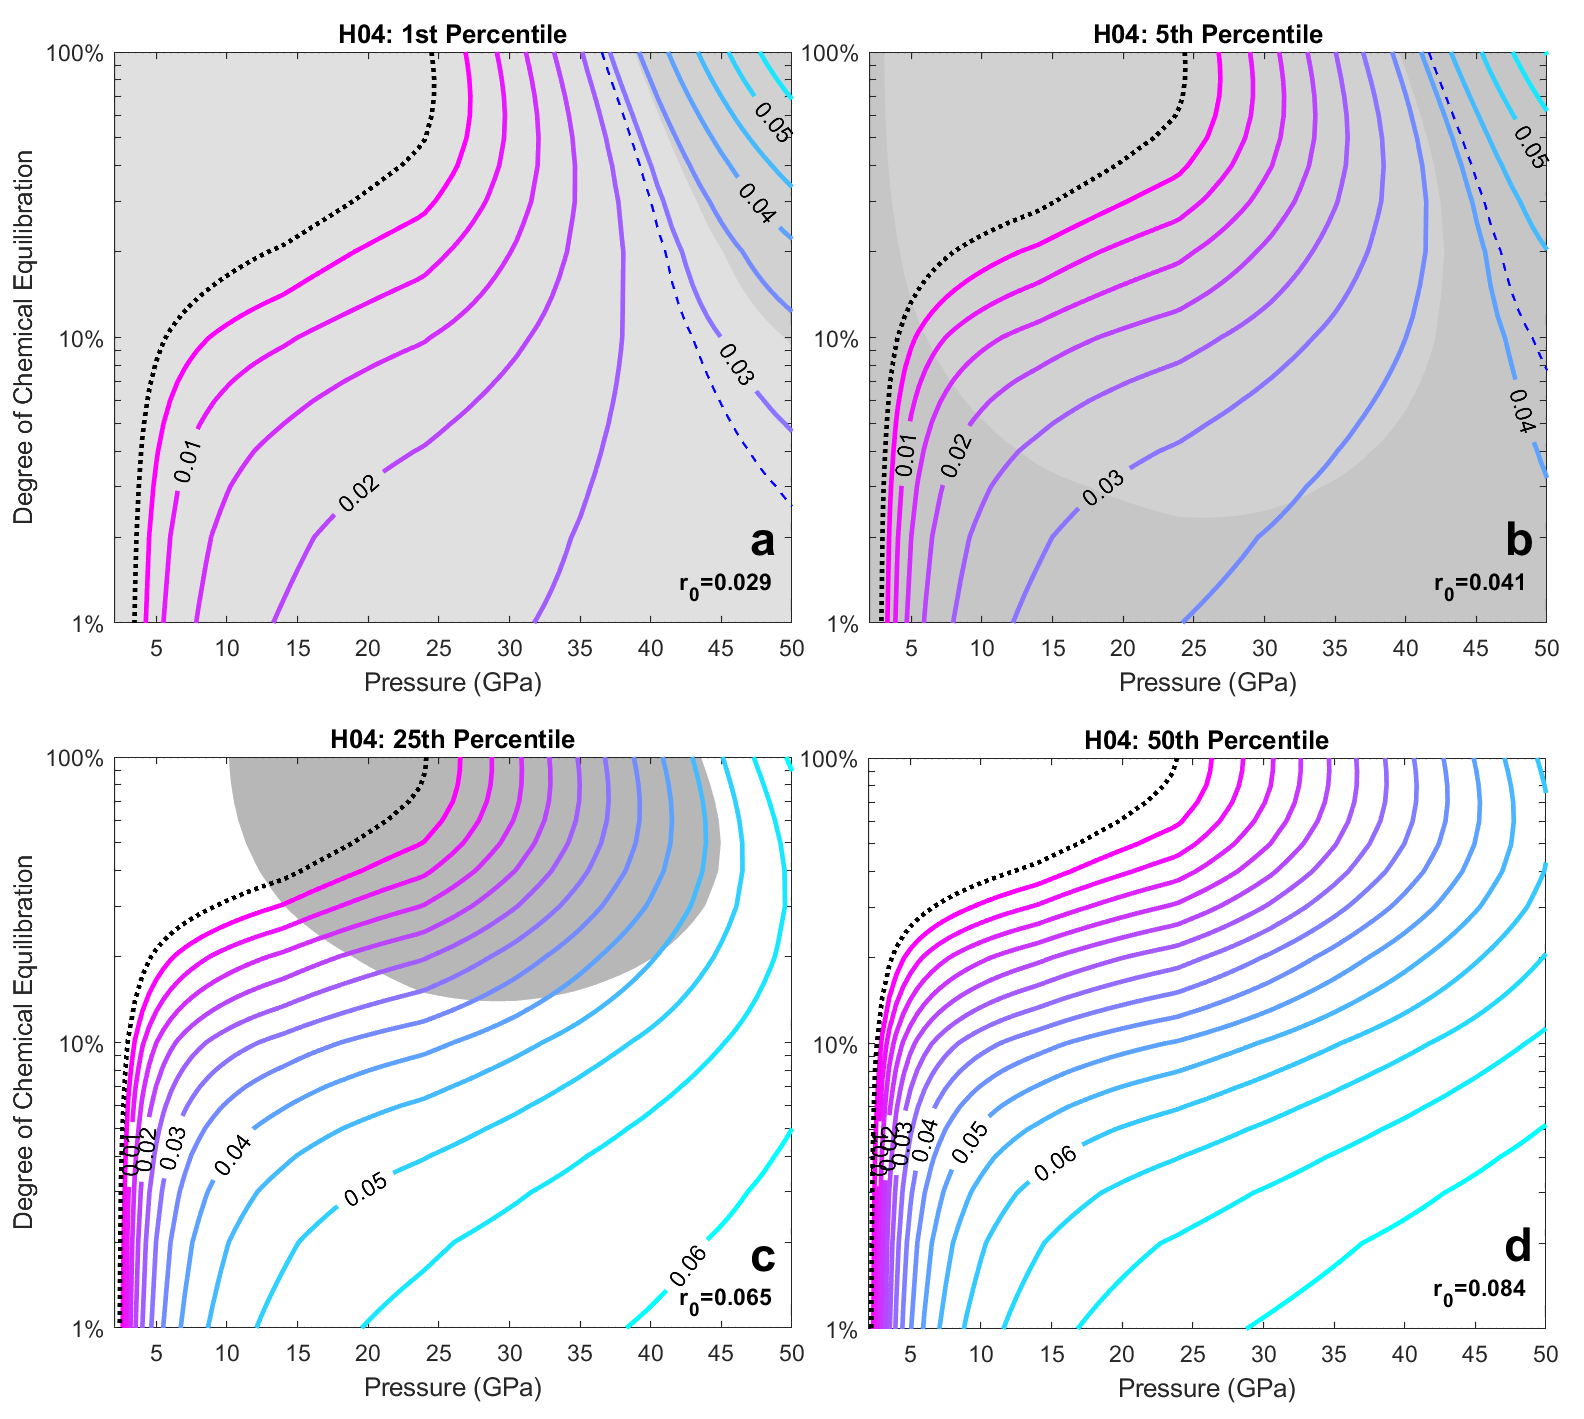 H04: 1st Percentile
100%
10%
1%
Degree of Chemical Equilibration
0.01
0.02
0.03
0.04
0.05
a
r0=0.029
5 10 15 20 25 30 35 40 45 50
Pressure (GPa)
H04: 5th Percentile
100%
10%
1%
0.01
0.02
0.03
0.04
0.05
b
r0=0.041
5 10 15 20 25 30 35 40 45 50
Pressure (GPa)
H04: 25th Percentile
100%
10%
1%
Degree of Chemical Equilibration
0.01
0.02
0.03
0.04
0.05
0.06
c
r0=0.065
5 10 15 20 25 30 35 40 45 50
Pressure (GPa)
H04: 50th Percentile
100%
10%
1%
0.01
0.02
0.03
0.04
0.05
0.06
d
r0=0.084
5 10 15 20 25 30 35 40 45 50
Pressure (GPa)